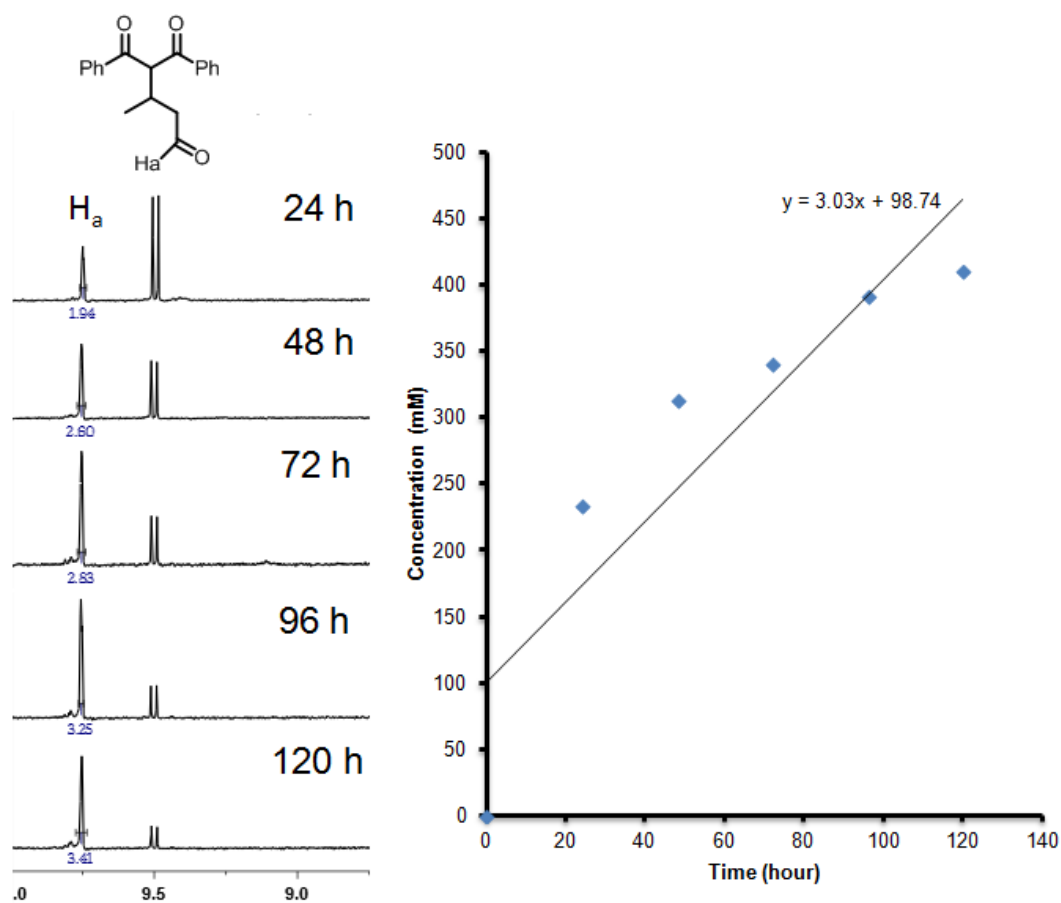 O O
Ph Ph
Ha O
Ha
24 h
1.94
48 h
2.60
72 h
2.83
96 h
3.25
120 h
3.41
.0 9.5 9.0
500
450
400
350
300
250
200
150
100
50
0
Concentration (mM)
y = 3.03x + 98.74
0 20 40 60 80 100 120 140
Time (hour)